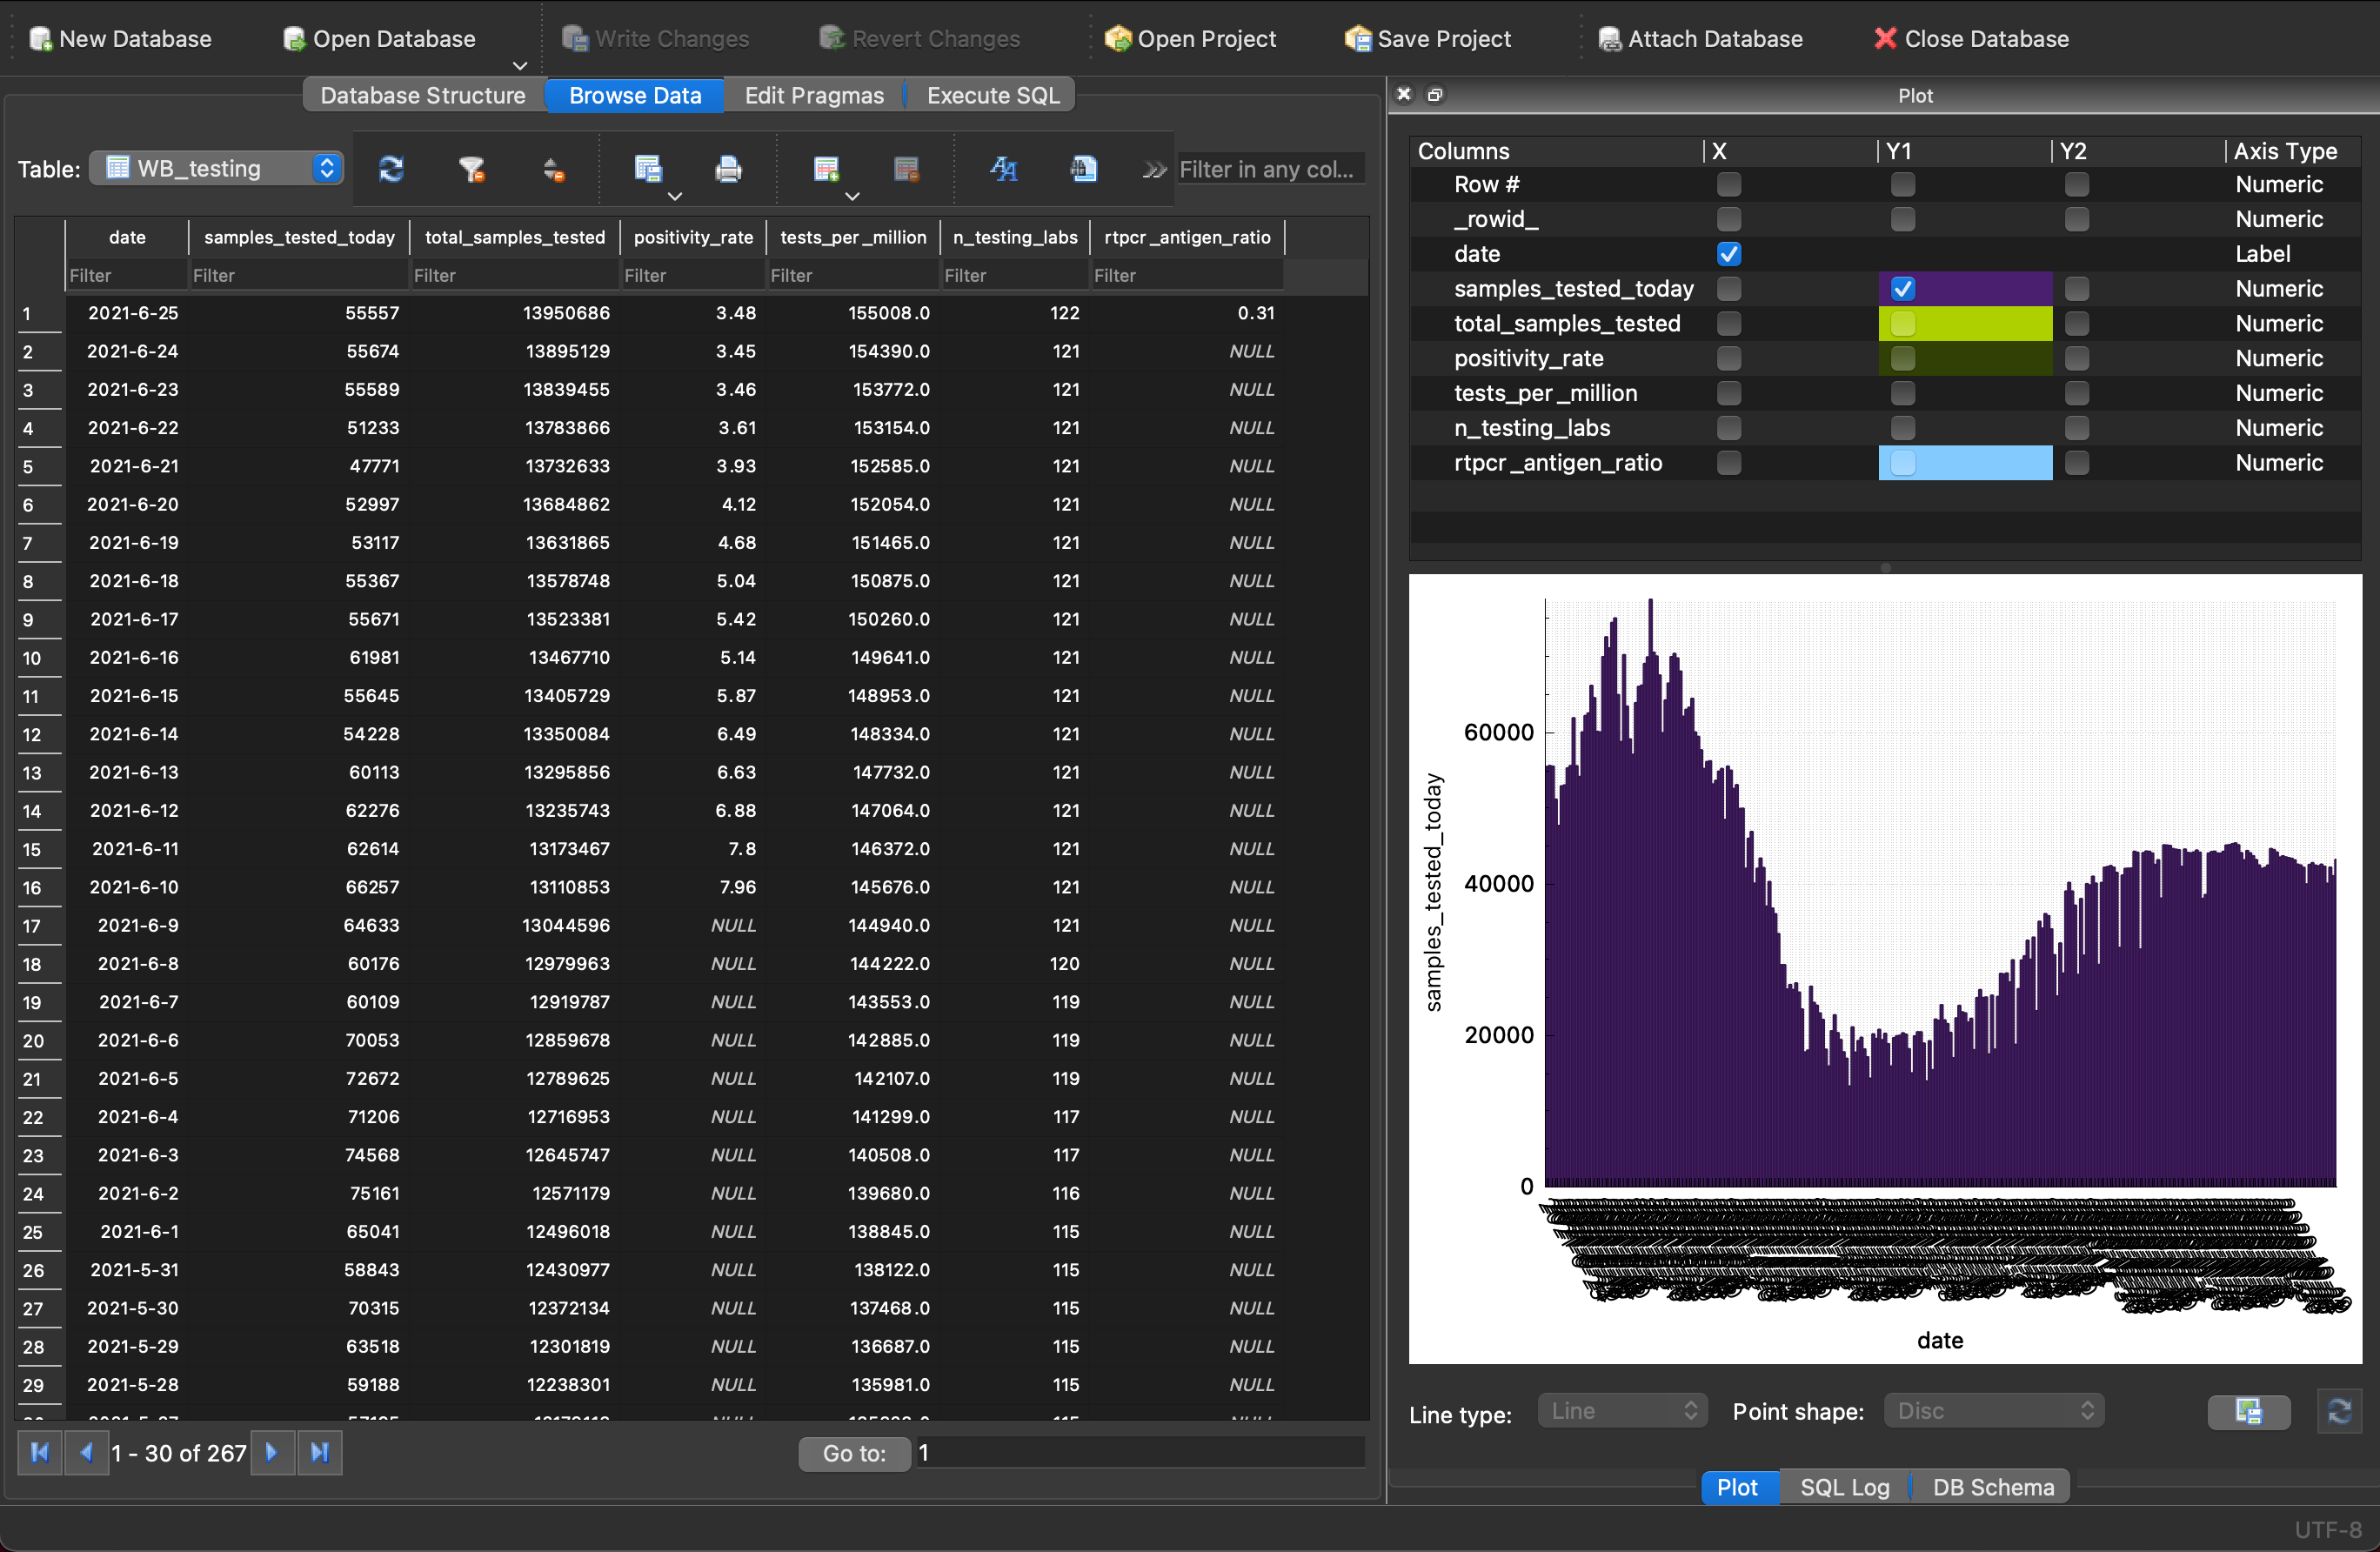 New Database Open Database Write Changes Revert Changes Open Project Save Project Attach Database Close Database
Database Structure Browse Data Edit Pragmas Execute SQL
Table: WB_testing Filter in any col...
date samples_tested_today total_samples_tested positivity_rate tests_per_million n_testing_labs rtpcr_antigen_ratio
Filter Filter Filter Filter Filter Filter Filter
1 2021-6-25 55557 13950686 3.48 155008.0 122 0.31
2 2021-6-24 55674 13895129 3.45 154390.0 121 NULL
3 2021-6-23 55589 13839455 3.46 153772.0 121 NULL
4 2021-6-22 51233 13783866 3.61 153154.0 121 NULL
5 2021-6-21 47771 13732633 3.93 152585.0 121 NULL
6 2021-6-20 52997 13684862 4.12 152054.0 121 NULL
7 2021-6-19 53117 13631865 4.68 151465.0 121 NULL
8 2021-6-18 55367 13578748 5.04 150875.0 121 NULL
9 2021-6-17 55671 13523381 5.42 150260.0 121 NULL
10 2021-6-16 61981 13467710 5.14 149641.0 121 NULL
11 2021-6-15 55645 13405729 5.87 148953.0 121 NULL
12 2021-6-14 54228 13350084 6.49 148334.0 121 NULL
13 2021-6-13 60113 13295856 6.63 147732.0 121 NULL
14 2021-6-12 62276 13235743 6.88 147064.0 121 NULL
15 2021-6-11 62614 13173467 7.8 146372.0 121 NULL
16 2021-6-10 66257 13110853 7.96 145676.0 121 NULL
17 2021-6-9 64633 13044596 NULL 144940.0 121 NULL
18 2021-6-8 60176 12979963 NULL 144222.0 120 NULL
19 2021-6-7 60109 12919787 NULL 143553.0 119 NULL
20 2021-6-6 70053 12859678 NULL 142885.0 119 NULL
21 2021-6-5 72672 12789625 NULL 142107.0 119 NULL
22 2021-6-4 71206 12716953 NULL 141299.0 117 NULL
23 2021-6-3 74568 12645747 NULL 140508.0 117 NULL
24 2021-6-2 75161 12571179 NULL 139680.0 116 NULL
25 2021-6-1 65041 12496018 NULL 138845.0 115 NULL
26 2021-5-31 58843 12430977 NULL 138122.0 115 NULL
27 2021-5-30 70315 12372134 NULL 137468.0 115 NULL
28 2021-5-29 63518 12301819 NULL 136687.0 115 NULL
29 2021-5-28 59188 12238301 NULL 135981.0 115 NULL
1 - 30 of 267 Go to: 1
Plot
Columns X Y1 Y2 Axis Type
Row # Numeric
_rowid_ Numeric
date Label
samples_tested_today Numeric
total_samples_tested Numeric
positivity_rate Numeric
tests_per_million Numeric
n_testing_labs Numeric
rtpcr_antigen_ratio Numeric
samples_tested_today
60000
40000
20000
0
date
Line type: Line Point shape: Disc
Plot SQL Log DB Schema
UTF-8